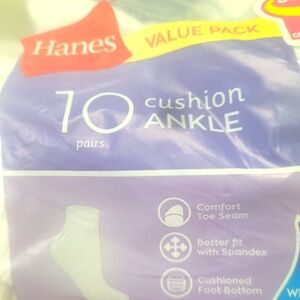 Hanes
VALUE PACK
10
pairs
cushion
ANKLE
Comfort
Toe Seam
Better fit
with Spandex
Cushioned
Foot Bottom